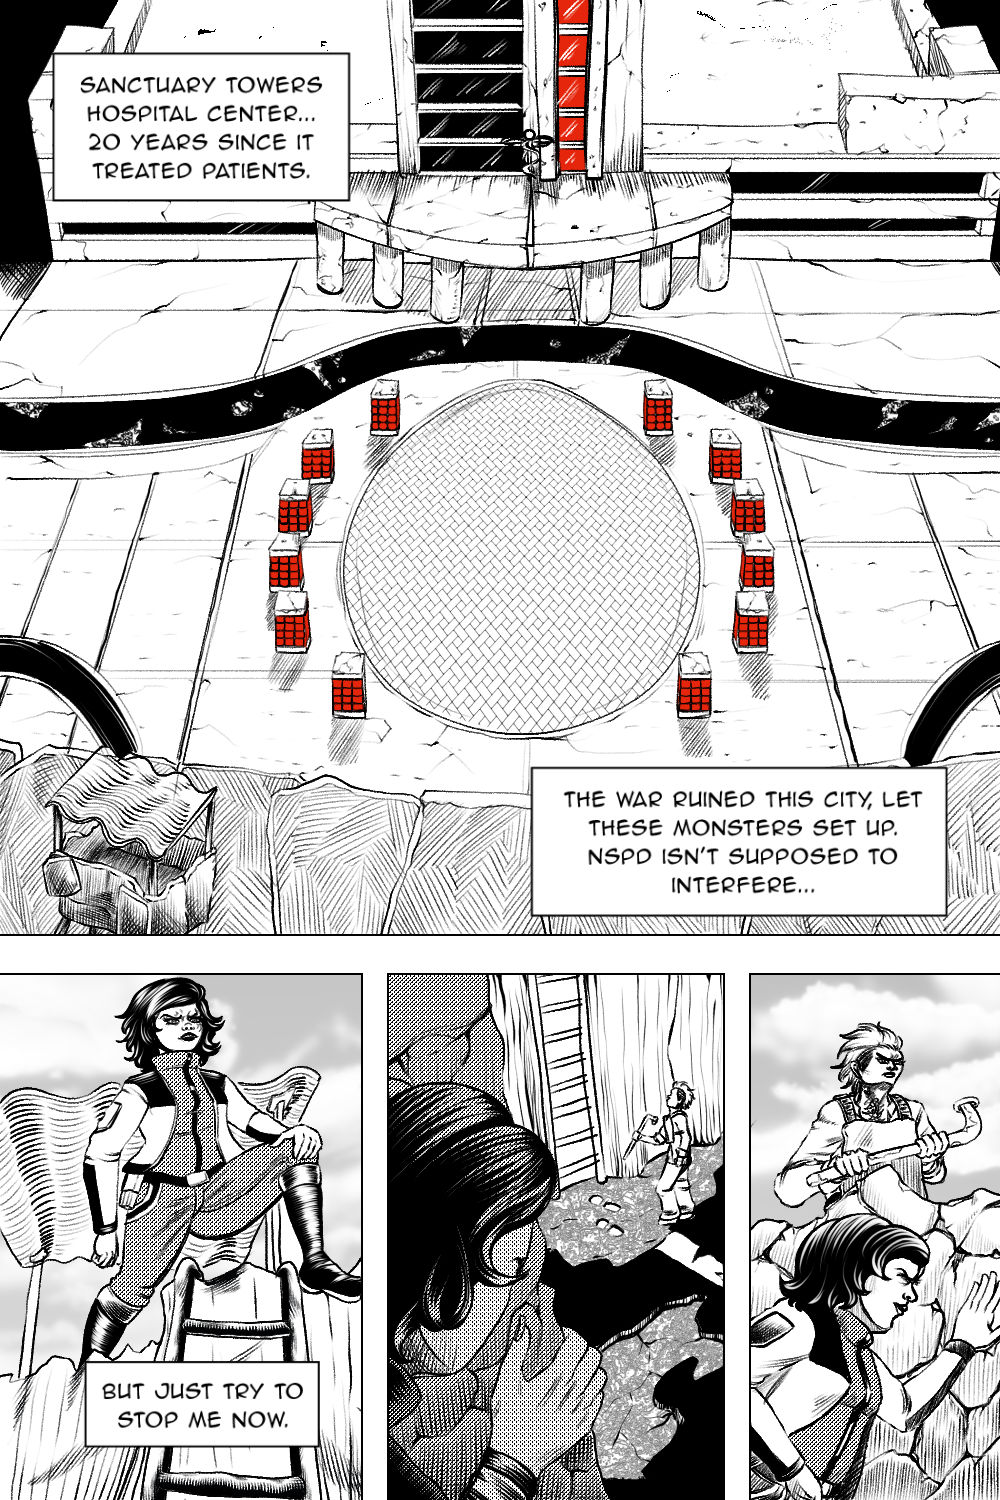 SANCTUARY TOWERS
HOSPITAL CENTER...
20 YEARS SINCE IT
TREATED PATIENTS.
THE WAR RUINED THIS CITY, LET
THESE MONSTERS SET UP.
NSPD ISN'T SUPPOSED TO
INTERFERE...
BUT JUST TRY TO
STOP ME NOW.